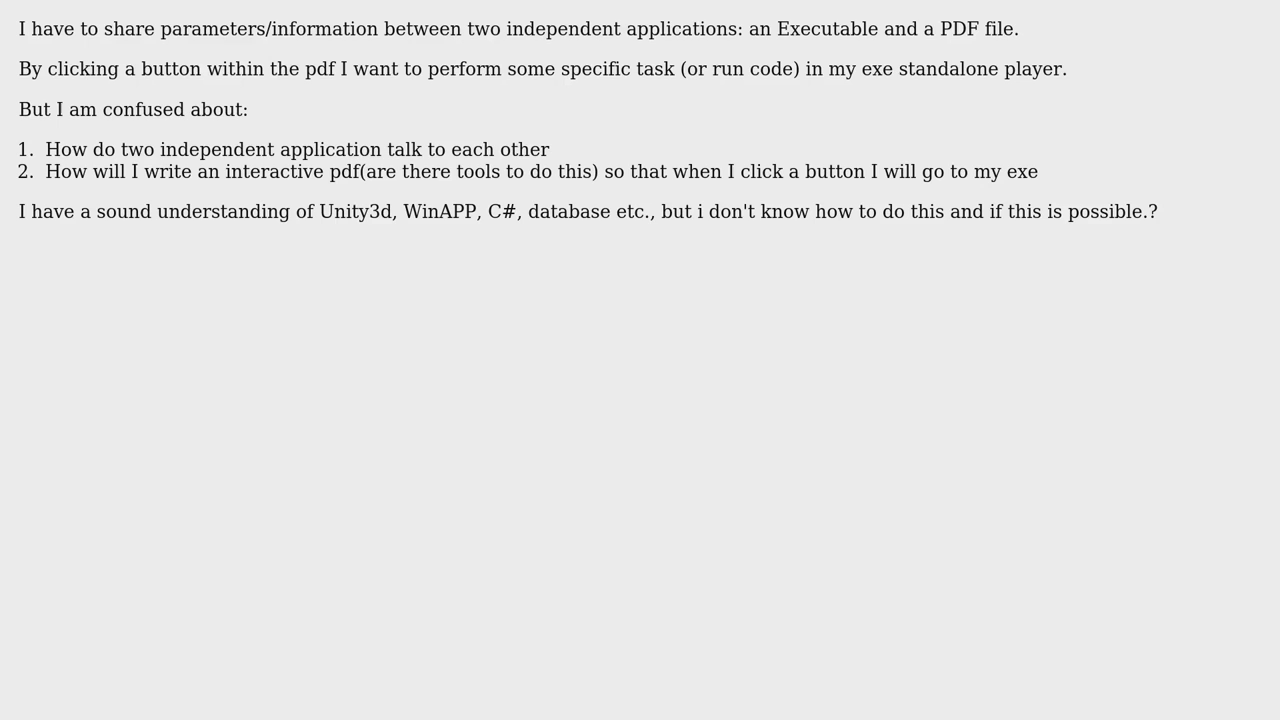 I have to share parameters/information between two independent applications: an Executable and a PDF file.
By clicking a button within the pdf I want to perform some specific task (or run code) in my exe standalone player.
But I am confused about:
1. How do two independent application talk to each other
2. How will I write an interactive pdf(are there tools to do this) so that when I click a button I will go to my exe
I have a sound understanding of Unity3d, WinAPP, C#, database etc., but i don't know how to do this and if this is possible.?